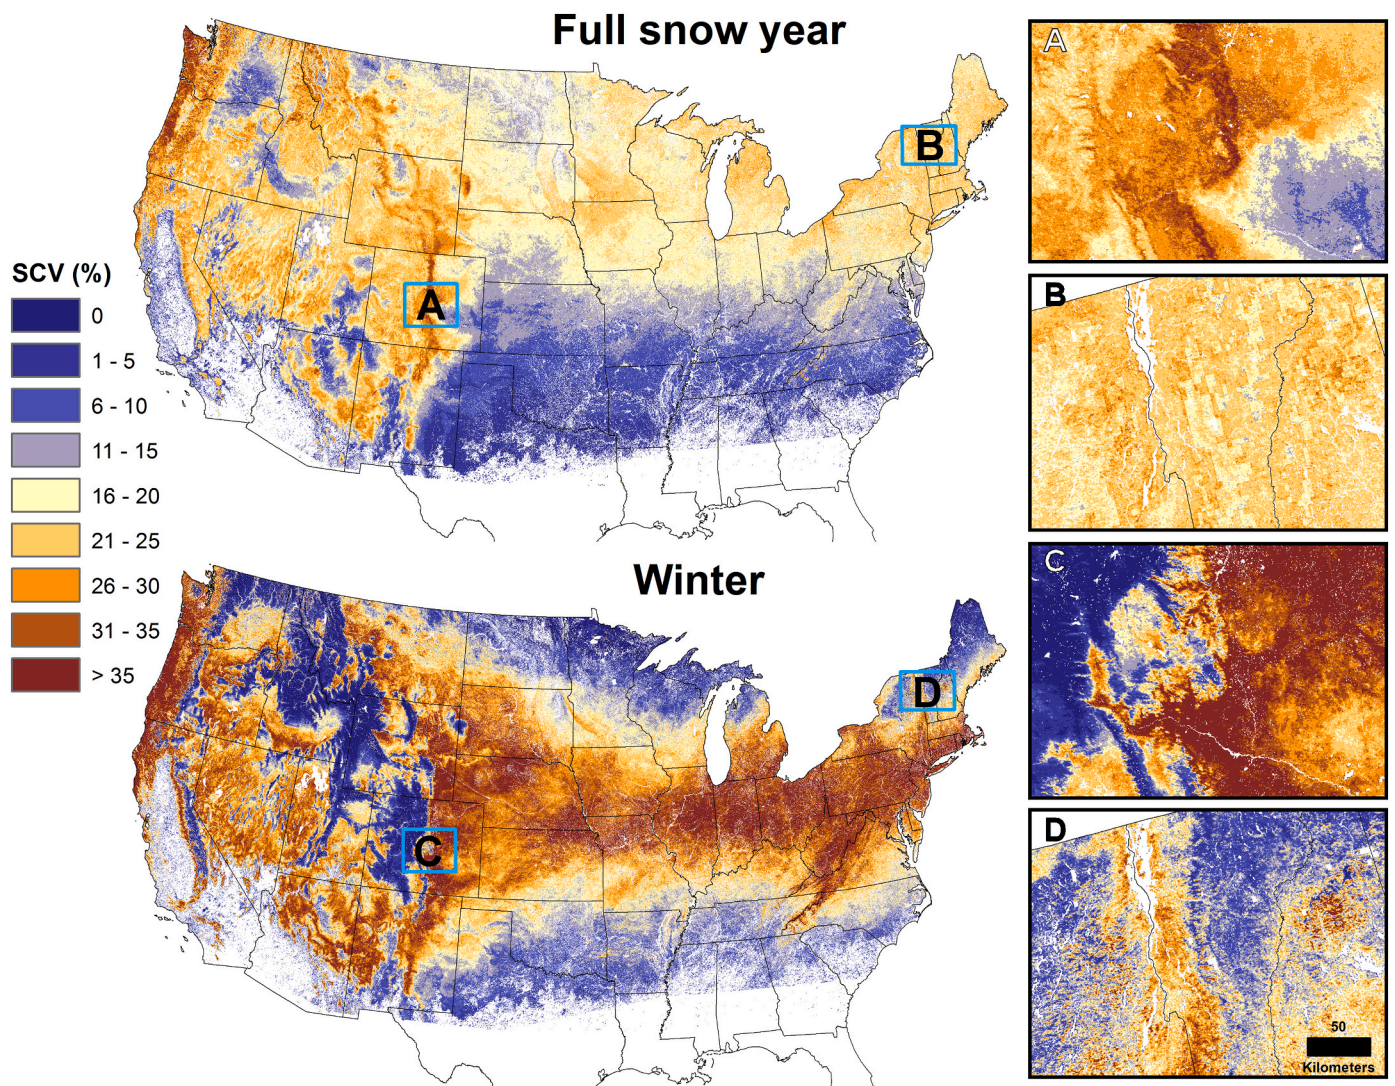 Full snow year
A
B
SCV (%)
0
1 - 5
6 - 10
11 - 15
16 - 20
21 - 25
26 - 30
31 - 35
> 35
Winter
C
D
A
B
C
D
50
Kilometers